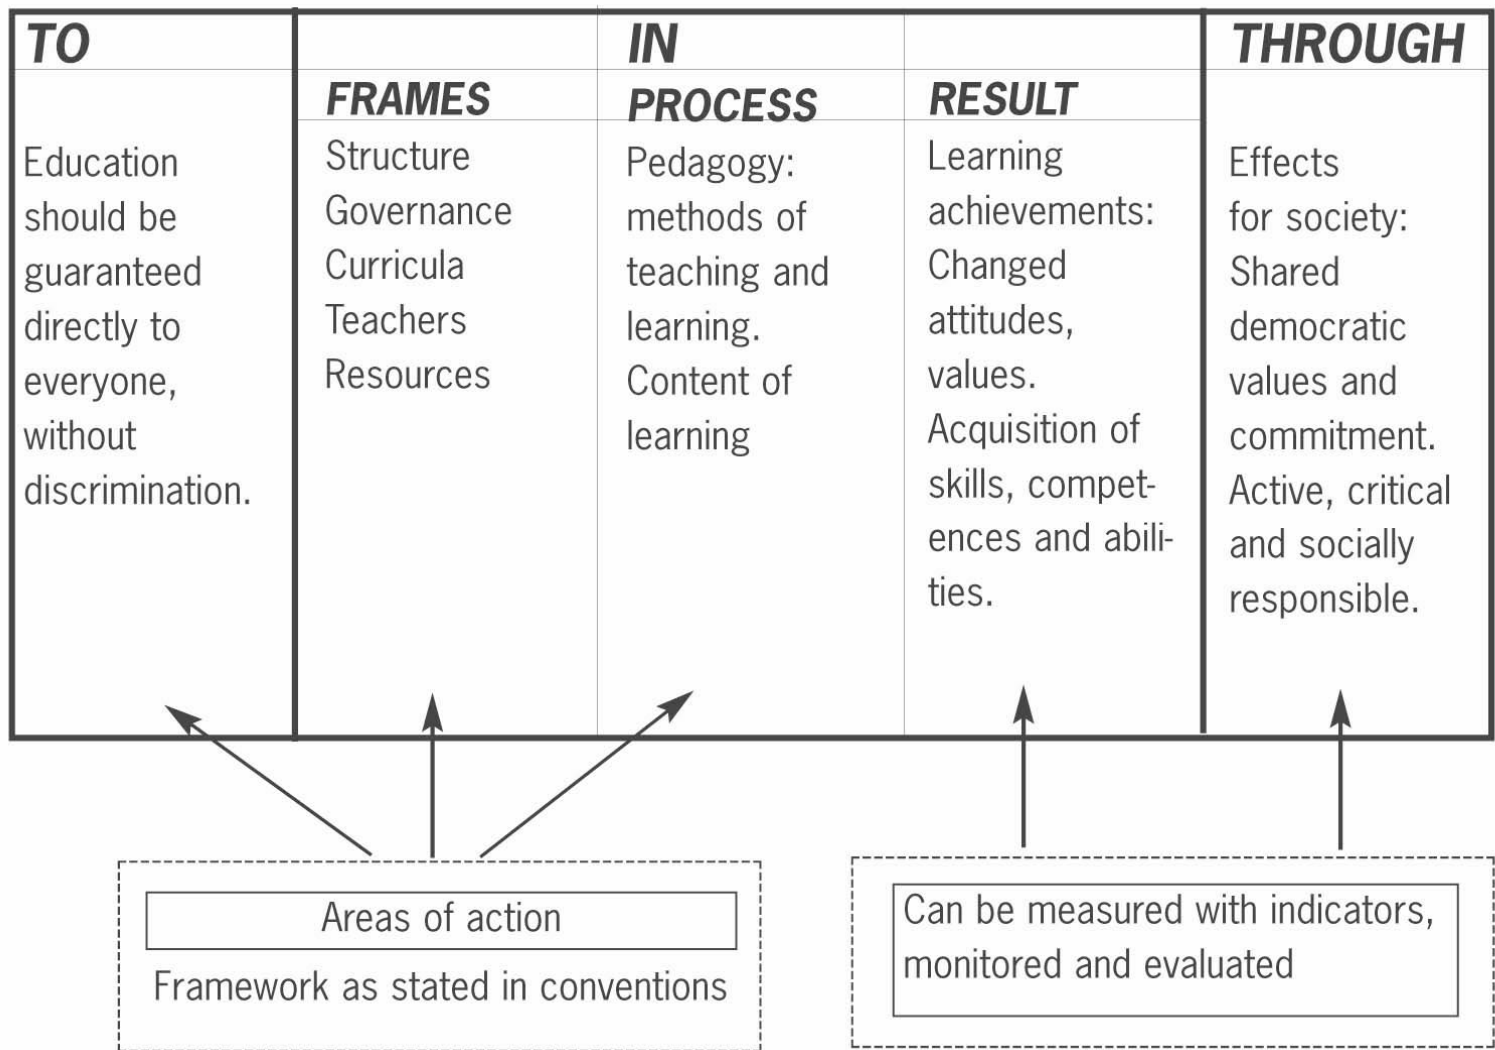 TO
IN
THROUGH
FRAMES
PROCESS
RESULT
Education
should be
guaranteed
directly to
everyone,
without
discrimination.
Structure
Governance
Curricula
Teachers
Resources
Pedagogy:
methods of
teaching and
learning.
Content of
learning
Learning
achievements:
Changed
attitudes,
values.
Acquisition of
skills, compet-
ences and abili-
ties.
Effects
for society:
Shared
democratic
values and
commitment.
Active, critical
and socially
responsible.
Areas of action
Framework as stated in conventions
Can be measured with indicators,
monitored and evaluated